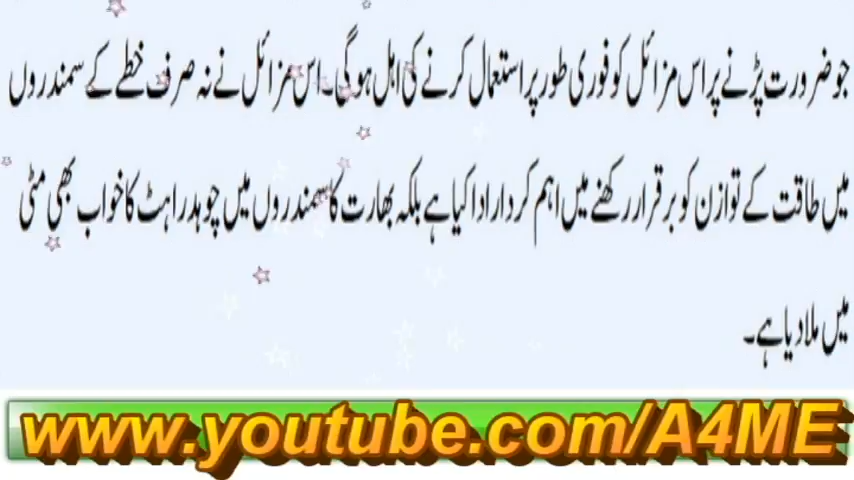 جو ضرورت پڑنے پر اس مزائل کو فوری طور پر استعمال کرنے کی اہل ہو گی۔ اس مزائل نے نہ صرف خطے کے سمندروں
میں طاقت کے توازن کو برقرار رکھنے میں اہم کردار ادا کیا ہے بلکہ بھارت کا سمندروں میں چوہدراہٹ کا خواب بھی مٹی
میں ملا دیا ہے۔
www.youtube.com/A4ME